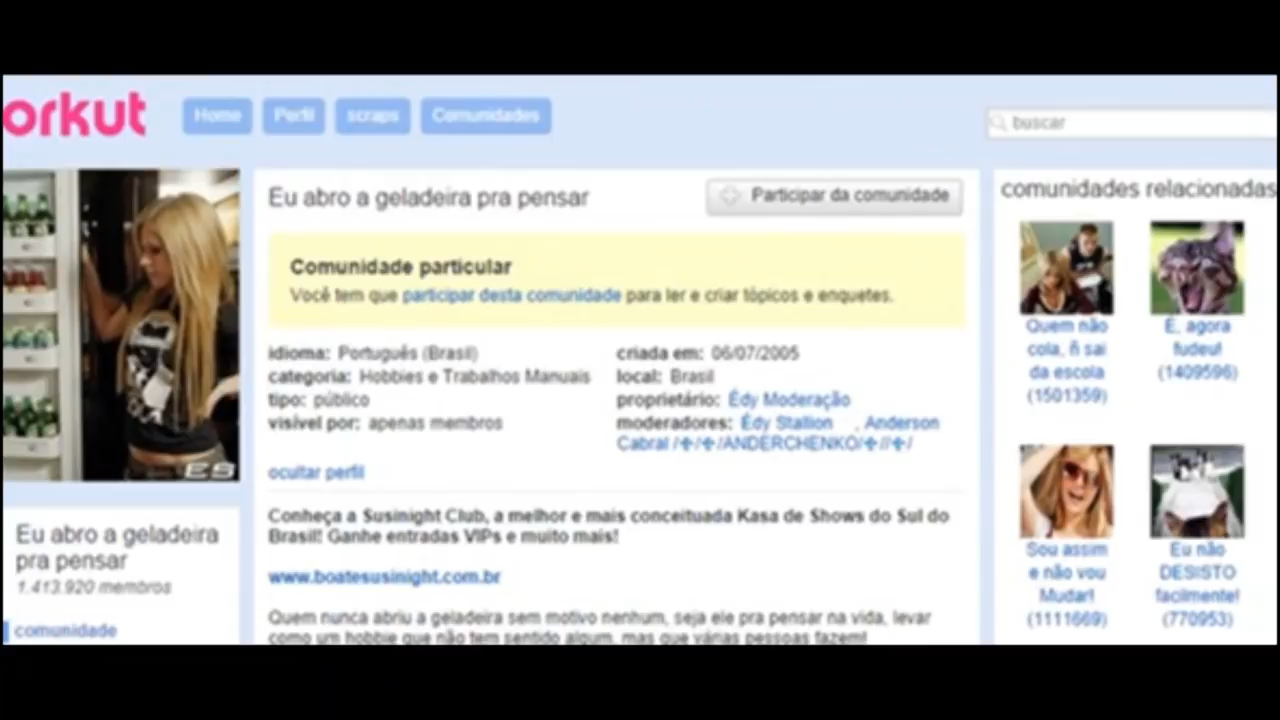 orkut
Home
Perfil
scraps
Comunidades
buscar
ES
Eu abro a geladeira
pra pensar
1.413.920 membros
comunidade
Eu abro a geladeira pra pensar
Participar da comunidade
Comunidade particular
Você tem que participar desta comunidade para ler e criar tópicos e enquetes.
idioma: Português (Brasil)
categoria: Hobbies e Trabalhos Manuais
tipo: público
visível por: apenas membros
criada em: 06/07/2005
local: Brasil
proprietário: Édy Moderação
moderadores: Édy Stallion , Anderson
Cabral /✟/✟/ANDERCHENKO/✟//✟/
ocultar perfil
Conheça a Susinight Club, a melhor e mais conceituada Kasa de Shows do Sul do
Brasil! Ganhe entradas VIPs e muito mais!
www.boatesusinight.com.br
Quem nunca abriu a geladeira sem motivo nenhum, seja ele pra pensar na vida, levar
como um hobbie que não tem sentido algum, mas que várias pessoas fazem!
comunidades relacionadas
Quem não
cola, ñ sai
da escola
(1501359)
E, agora
fudeu!
(1409596)
Sou assim
e não vou
Mudar!
(1111669)
Eu não
DESISTO
facilmente!
(770953)